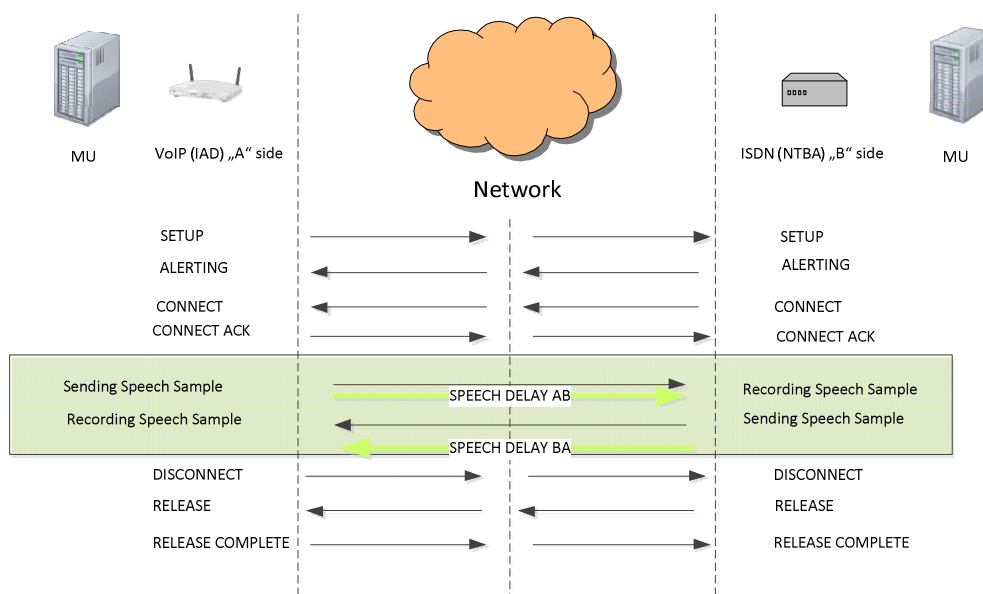 MU
VoIP (IAD) „A“ side
Network
ISDN (NTBA) „B“ side
MU
SETUP
SETUP
ALERTING
ALERTING
CONNECT
CONNECT
CONNECT ACK
CONNECT ACK
Sending Speech Sample
SPEECH DELAY AB
Recording Speech Sample
Recording Speech Sample
Sending Speech Sample
SPEECH DELAY BA
DISCONNECT
DISCONNECT
RELEASE
RELEASE
RELEASE COMPLETE
RELEASE COMPLETE